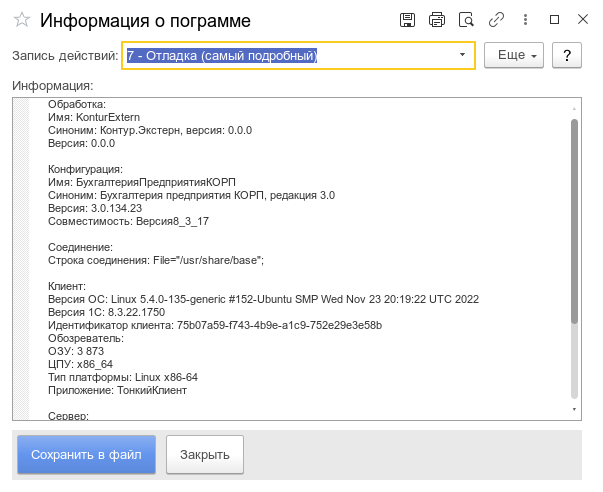 Информация о пограмме
Запись действий: 7 - Отладка (самый подробный) Еще ?
Информация:
Обработка:
Имя: KonturExtern
Синоним: Контур.Экстерн, версия: 0.0.0
Версия: 0.0.0
Конфигурация:
Имя: БухгалтерияПредприятияКОРП
Синоним: Бухгалтерия предприятия КОРП, редакция 3.0
Версия: 3.0.134.23
Совместимость: Версия8_3_17
Соединение:
Строка соединения: File="/usr/share/base";
Клиент:
Версия ОС: Linux 5.4.0-135-generic #152-Ubuntu SMP Wed Nov 23 20:19:22 UTC 2022
Версия 1С: 8.3.22.1750
Идентификатор клиента: 75b07a59-f743-4b9e-a1c9-752e29e3e58b
Обозреватель:
ОЗУ: 3 873
ЦПУ: x86_64
Тип платформы: Linux x86-64
Приложение: ТонкийКлиент
Сервер:
Сохранить в файл Закрыть